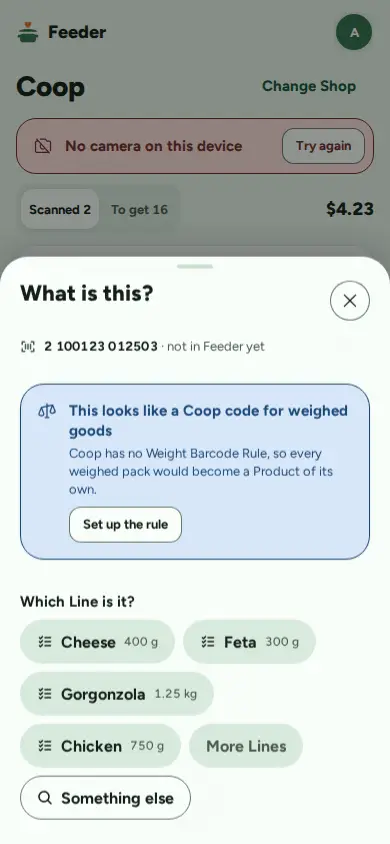 Feeder
A
Coop
Change Shop
No camera on this device
Try again
Scanned 2
To get 16
$4.23
What is this?
2 100123 012503 · not in Feeder yet
This looks like a Coop code for weighed
goods
Coop has no Weight Barcode Rule, so every
weighed pack would become a Product of its
own.
Set up the rule
Which Line is it?
Cheese 400 g
Feta 300 g
Gorgonzola 1.25 kg
Chicken 750 g
More Lines
Something else